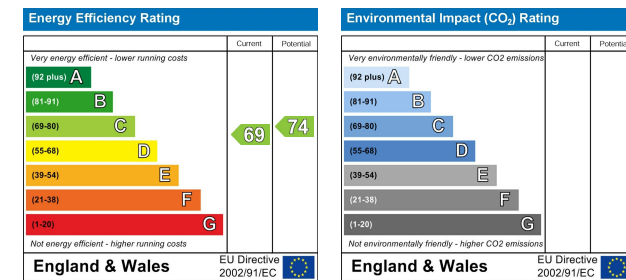 Energy Efficiency Rating
Current Potential
Very energy efficient - lower running costs
(92 plus) A
(81-91) B
(69-80) C
(55-68) D
(39-54) E
(21-38) F
(1-20) G
69
74
Not energy efficient - higher running costs
England & Wales
EU Directive
2002/91/EC
Environmental Impact (CO2) Rating
Current Potential
Very environmentally friendly - lower CO2 emissions
(92 plus) A
(81-91) B
(69-80) C
(55-68) D
(39-54) E
(21-38) F
(1-20) G
Not environmentally friendly - higher CO2 emissions
England & Wales
EU Directive
2002/91/EC